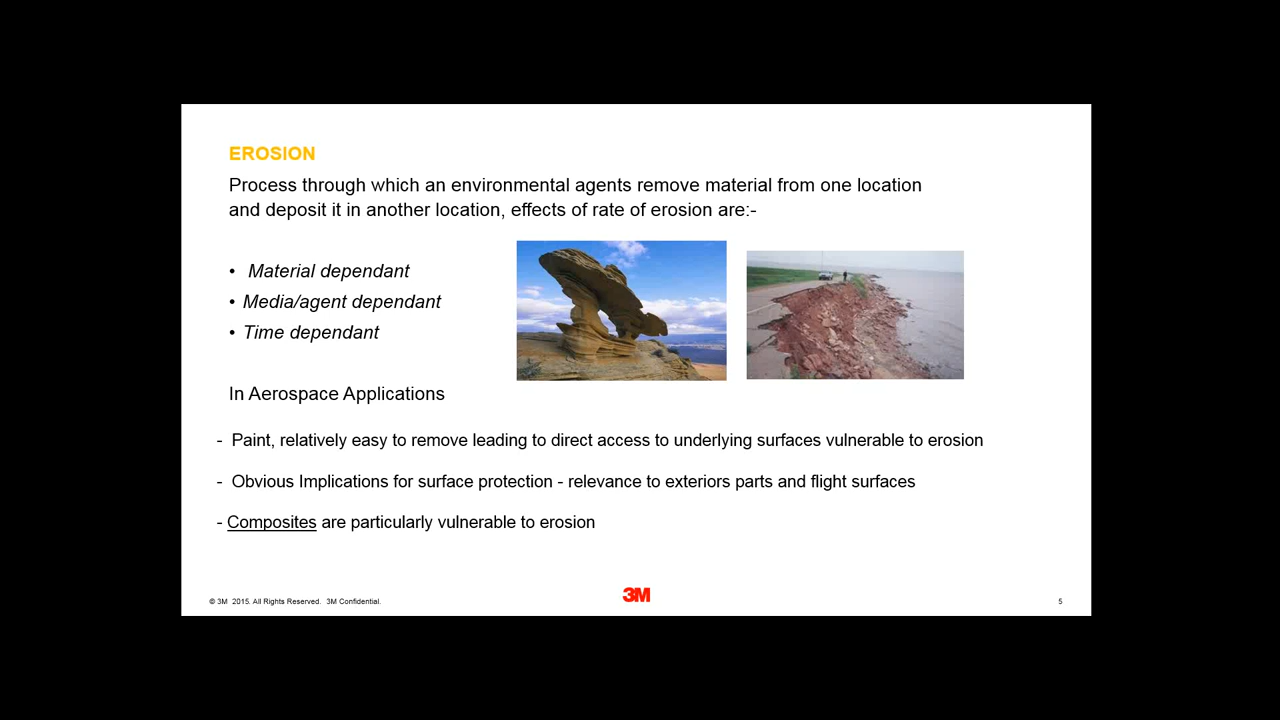 EROSION
Process through which an environmental agents remove material from one location
and deposit it in another location, effects of rate of erosion are:-
• Material dependant
• Media/agent dependant
• Time dependant
In Aerospace Applications
- Paint, relatively easy to remove leading to direct access to underlying surfaces vulnerable to erosion
- Obvious Implications for surface protection - relevance to exteriors parts and flight surfaces
- Composites are particularly vulnerable to erosion
© 3M 2015. All Rights Reserved. 3M Confidential.
3M
5